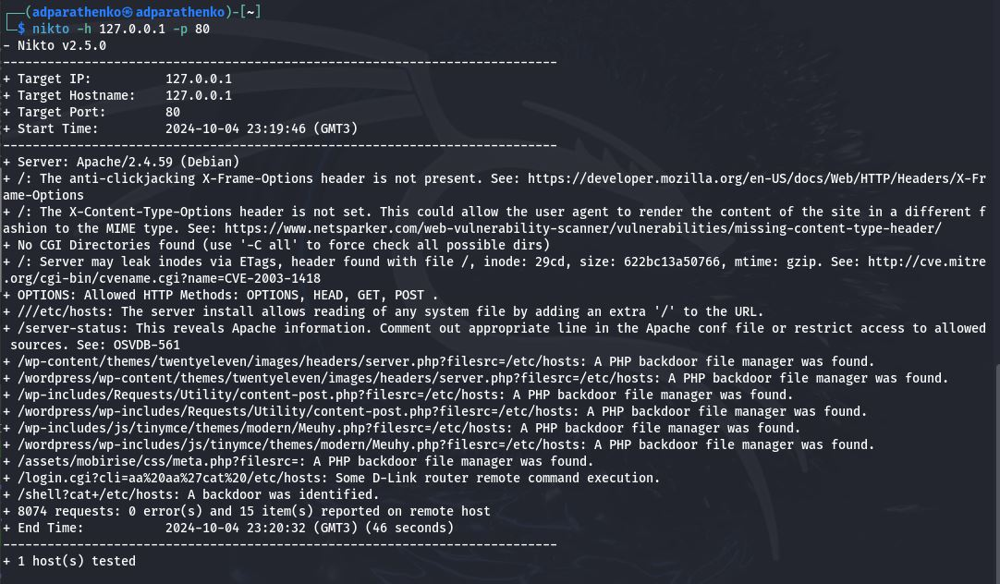 ┌──(adparathenko㉿adparathenko)-[~]
└─$ nikto -h 127.0.0.1 -p 80
- Nikto v2.5.0
---------------------------------------------------------------------------
+ Target IP:          127.0.0.1
+ Target Hostname:    127.0.0.1
+ Target Port:        80
+ Start Time:         2024-10-04 23:19:46 (GMT3)
---------------------------------------------------------------------------
+ Server: Apache/2.4.59 (Debian)
+ /: The anti-clickjacking X-Frame-Options header is not present. See: https://developer.mozilla.org/en-US/docs/Web/HTTP/Headers/X-Fr
ame-Options
+ /: The X-Content-Type-Options header is not set. This could allow the user agent to render the content of the site in a different f
ashion to the MIME type. See: https://www.netsparker.com/web-vulnerability-scanner/vulnerabilities/missing-content-type-header/
+ No CGI Directories found (use '-C all' to force check all possible dirs)
+ /: Server may leak inodes via ETags, header found with file /, inode: 29cd, size: 622bc13a50766, mtime: gzip. See: http://cve.mitre
.org/cgi-bin/cvename.cgi?name=CVE-2003-1418
+ OPTIONS: Allowed HTTP Methods: OPTIONS, HEAD, GET, POST .
+ ///etc/hosts: The server install allows reading of any system file by adding an extra '/' to the URL.
+ /server-status: This reveals Apache information. Comment out appropriate line in the Apache conf file or restrict access to allowed
 sources. See: OSVDB-561
+ /wp-content/themes/twentyeleven/images/headers/server.php?filesrc=/etc/hosts: A PHP backdoor file manager was found.
+ /wordpress/wp-content/themes/twentyeleven/images/headers/server.php?filesrc=/etc/hosts: A PHP backdoor file manager was found.
+ /wp-includes/Requests/Utility/content-post.php?filesrc=/etc/hosts: A PHP backdoor file manager was found.
+ /wordpress/wp-includes/Requests/Utility/content-post.php?filesrc=/etc/hosts: A PHP backdoor file manager was found.
+ /wp-includes/js/tinymce/themes/modern/Meuhy.php?filesrc=/etc/hosts: A PHP backdoor file manager was found.
+ /wordpress/wp-includes/js/tinymce/themes/modern/Meuhy.php?filesrc=/etc/hosts: A PHP backdoor file manager was found.
+ /assets/mobirise/css/meta.php?filesrc=: A PHP backdoor file manager was found.
+ /login.cgi?cli=aa%20aa%27cat%20/etc/hosts: Some D-Link router remote command execution.
+ /shell?cat+/etc/hosts: A backdoor was identified.
+ 8074 requests: 0 error(s) and 15 item(s) reported on remote host
+ End Time:           2024-10-04 23:20:32 (GMT3) (46 seconds)
---------------------------------------------------------------------------
+ 1 host(s) tested